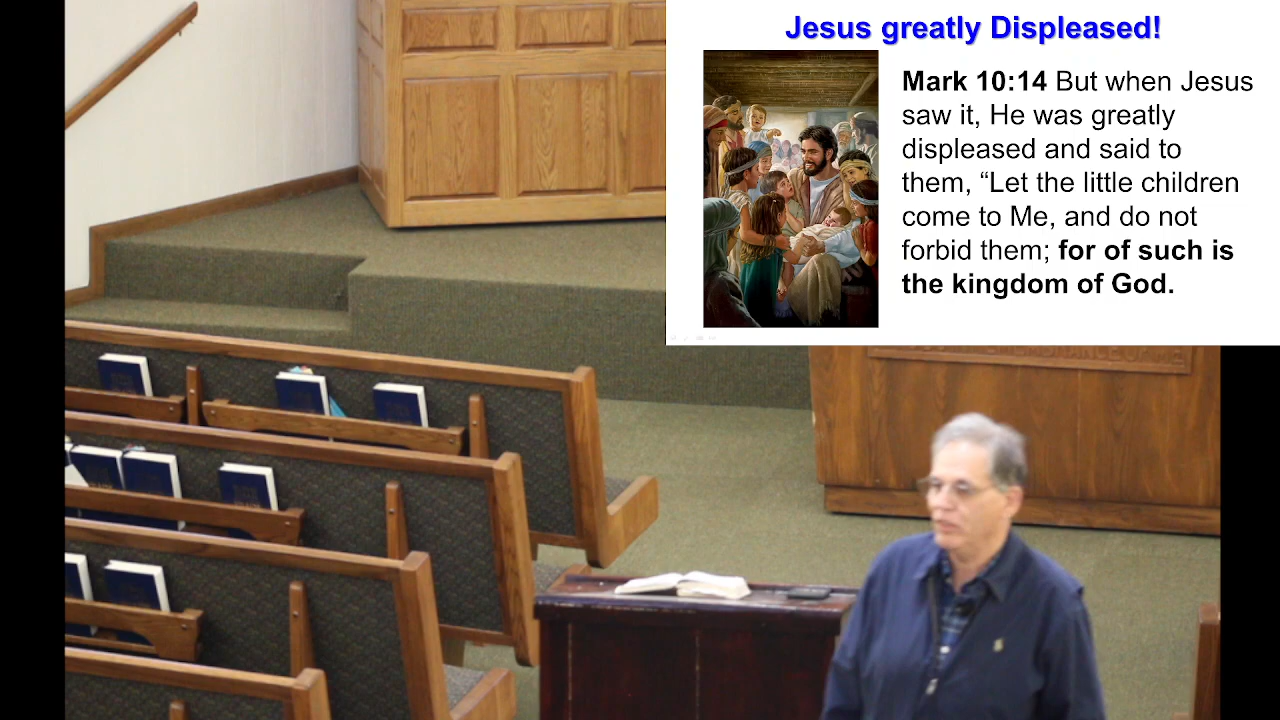 Jesus greatly Displeased!
Mark 10:14 But when Jesus
saw it, He was greatly
displeased and said to
them, “Let the little children
come to Me, and do not
forbid them; for of such is
the kingdom of God.